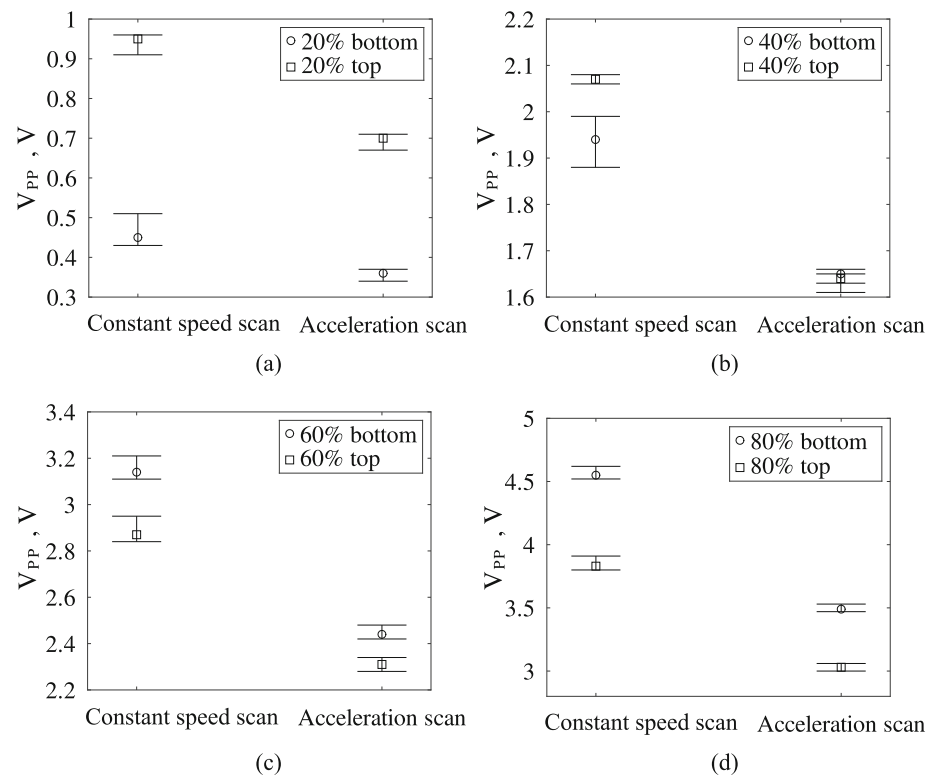 1
0.9
0.8
0.7
0.6
0.5
0.4
0.3
V_PP , V
20% bottom
20% top
Constant speed scan
Acceleration scan
(a)
2.2
2.1
2
1.9
1.8
1.7
1.6
V_PP , V
40% bottom
40% top
Constant speed scan
Acceleration scan
(b)
3.4
3.2
3
2.8
2.6
2.4
2.2
V_PP , V
60% bottom
60% top
Constant speed scan
Acceleration scan
(c)
5
4.5
4
3.5
3
V_PP , V
80% bottom
80% top
Constant speed scan
Acceleration scan
(d)